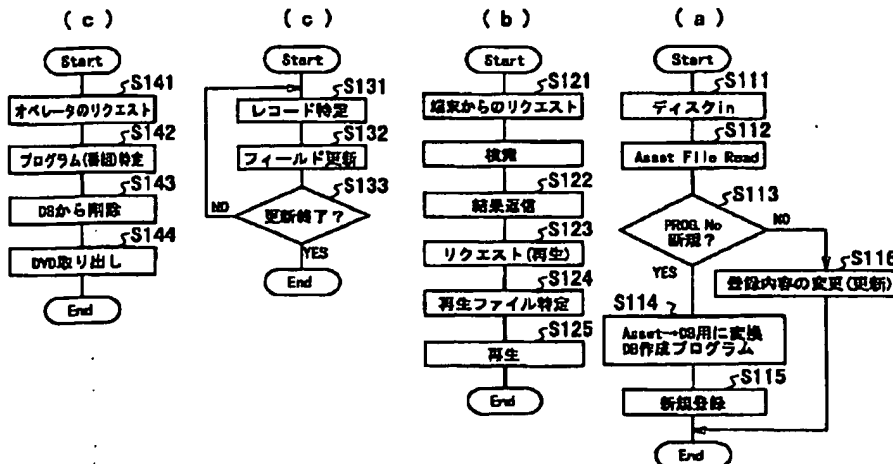 ( c )
Start
S141
オペレータのリクエスト
S142
プログラム(番組)特定
S143
DBから削除
S144
DVD取り出し
End
( c )
Start
S131
レコード特定
S132
フィールド更新
S133
更新終了?
NO
YES
End
( b )
Start
S121
端末からのリクエスト
検索
S122
結果返信
S123
リクエスト(再生)
S124
再生ファイル特定
S125
再生
End
( a )
Start
S111
ディスクin
S112
Asset File Read
S113
PROG.No
新規?
NO
YES
S116
登録内容の変更(更新)
S114
Asset→DB用に変換
DB作成プログラム
S115
新規登録
End